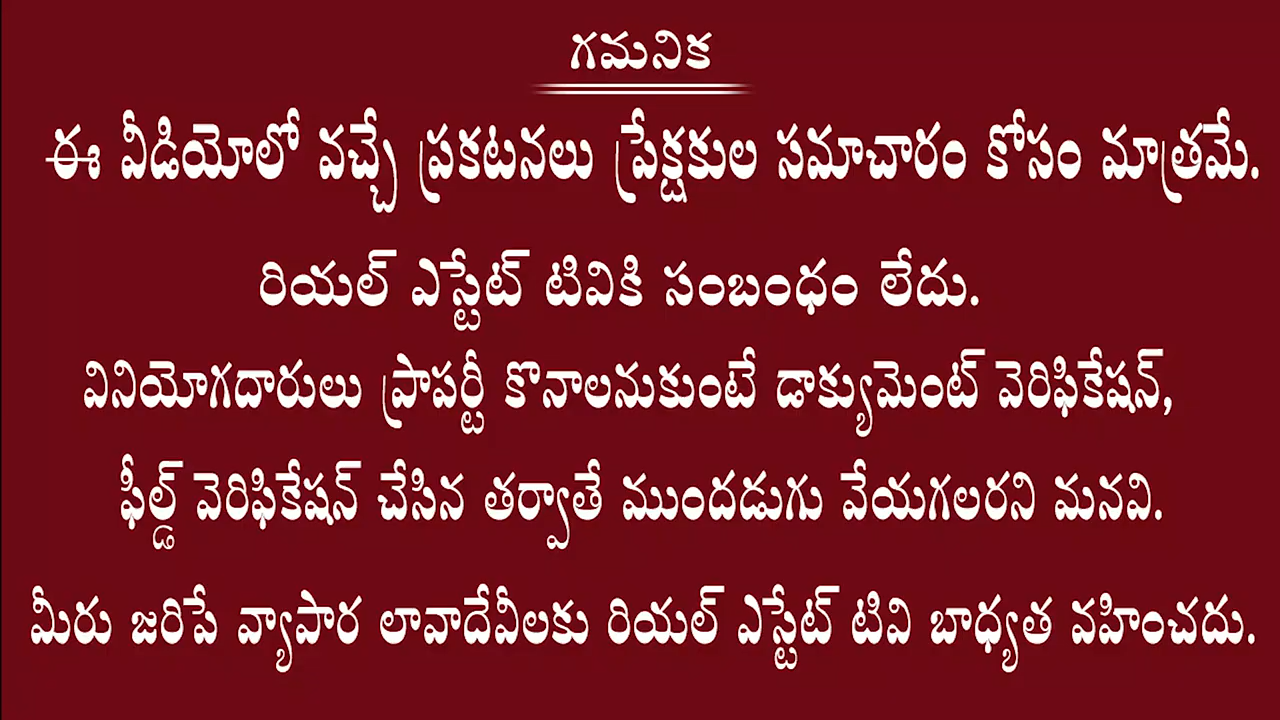 గమనిక
ఈ వీడియోలో వచ్చే ప్రకటనలు ప్రేక్షకుల సమాచారం కోసం మాత్రమే.
రియల్ ఎస్టేట్ టివికి సంబంధం లేదు.
వినియోగదారులు ప్రాపర్టీ కొనాలనుకుంటే డాక్యుమెంట్ వెరిఫికేషన్,
ఫీల్డ్ వెరిఫికేషన్ చేసిన తర్వాతే ముందడుగు వేయగలరని మనవి.
మీరు జరిపే వ్యాపార లావాదేవీలకు రియల్ ఎస్టేట్ టివి బాధ్యత వహించదు.